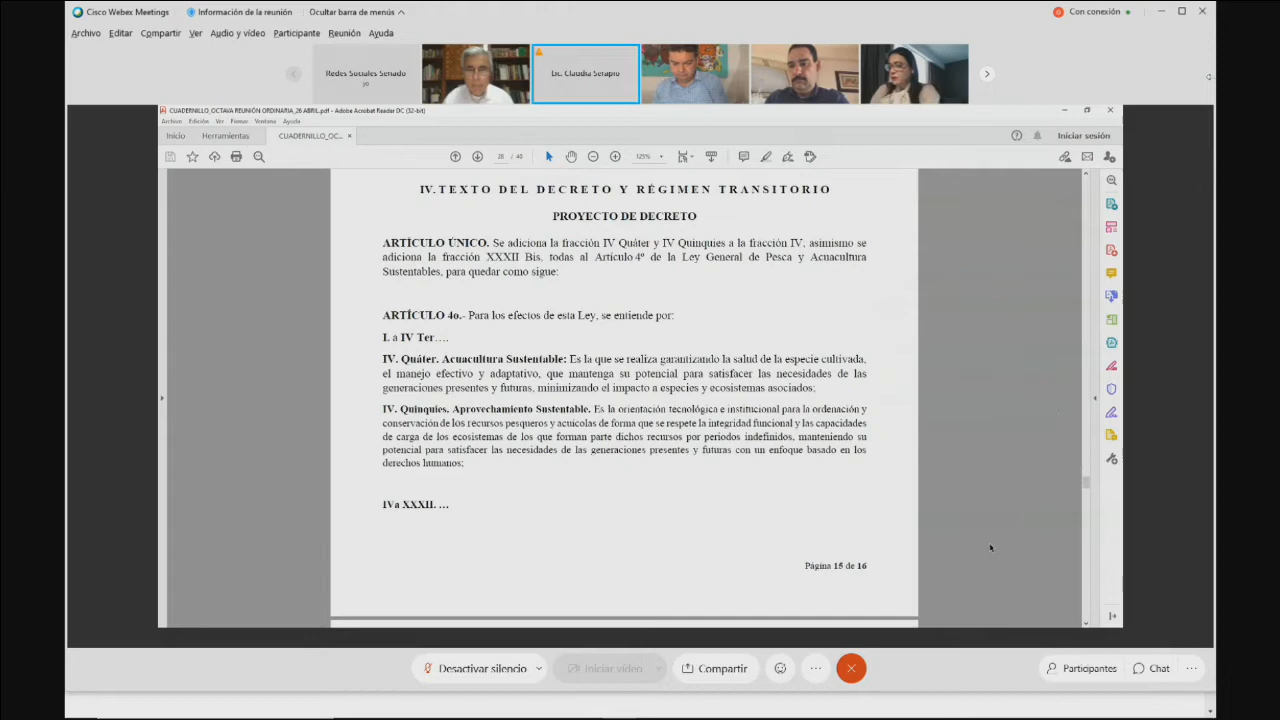 Cisco Webex Meetings
Información de la reunión
Ocultar barra de menús
Con conexión
Archivo Editar Compartir Ver Audio y vídeo Participante Reunión Ayuda
Redes Sociales Senado
yo
Lic. Claudia Serapio
CUADERNILLO_OCTAVA REUNIÓN ORDINARIA_26 ABRIL.pdf - Adobe Acrobat Reader DC (32-bit)
Archivo Edición Ver Firmar Ventana Ayuda
Inicio Herramientas CUADERNILLO_OC... × Iniciar sesión
28 / 40 125%
IV. TEXTO DEL DECRETO Y RÉGIMEN TRANSITORIO
PROYECTO DE DECRETO
ARTÍCULO ÚNICO. Se adiciona la fracción IV Quáter y IV Quinquies a la fracción IV, asimismo se
adiciona la fracción XXXII Bis, todas al Artículo 4º de la Ley General de Pesca y Acuacultura
Sustentables, para quedar como sigue:
ARTÍCULO 4o.- Para los efectos de esta Ley, se entiende por:
I. a IV Ter….
IV. Quáter. Acuacultura Sustentable: Es la que se realiza garantizando la salud de la especie cultivada,
el manejo efectivo y adaptativo, que mantenga su potencial para satisfacer las necesidades de las
generaciones presentes y futuras, minimizando el impacto a especies y ecosistemas asociados;
IV. Quinquies. Aprovechamiento Sustentable. Es la orientación tecnológica e institucional para la ordenación y
conservación de los recursos pesqueros y acuícolas de forma que se respete la integridad funcional y las capacidades
de carga de los ecosistemas de los que forman parte dichos recursos por periodos indefinidos, manteniendo su
potencial para satisfacer las necesidades de las generaciones presentes y futuras con un enfoque basado en los
derechos humanos;
IVa XXXII. …
Página 15 de 16
Desactivar silencio
Iniciar vídeo
Compartir
Participantes
Chat